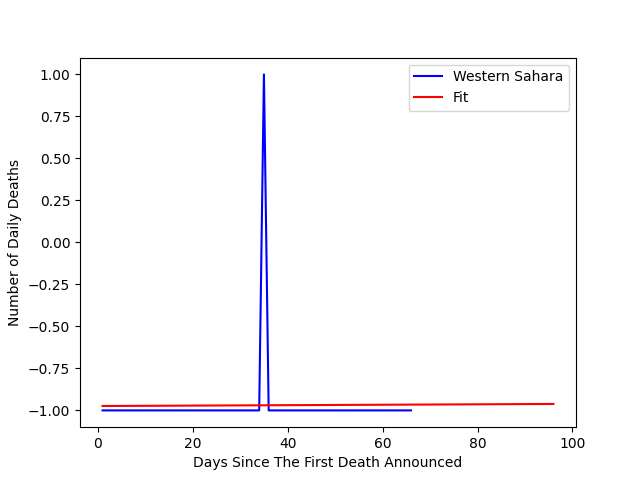 Western Sahara
Fit
1.00
0.75
0.50
0.25
0.00
−0.25
−0.50
−0.75
−1.00
Number of Daily Deaths
0 20 40 60 80 100
Days Since The First Death Announced